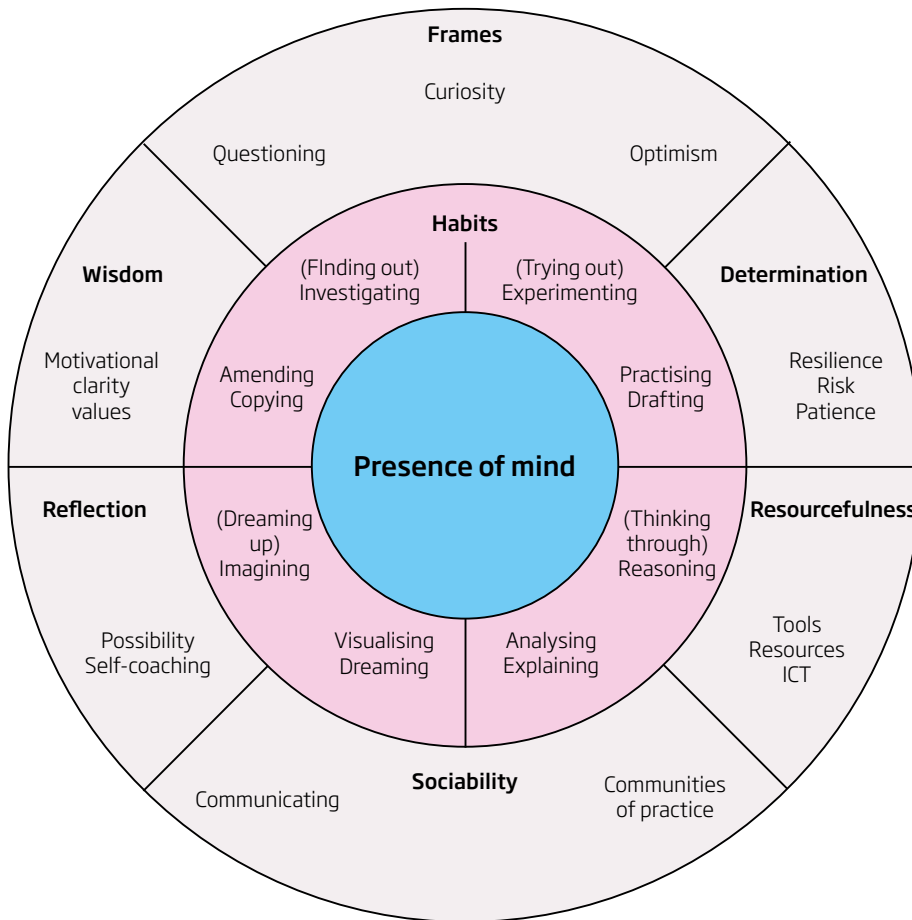 Frames
Curiosity
Questioning
Optimism
Habits
(FInding out)
Investigating
(Trying out)
Experimenting
Wisdom
Determination
Motivational
clarity
values
Amending
Copying
Practising
Drafting
Resilience
Risk
Patience
Presence of mind
Reflection
(Dreaming
up)
Imagining
(Thinking
through)
Reasoning
Resourcefulness
Possibility
Self-coaching
Visualising
Dreaming
Analysing
Explaining
Tools
Resources
ICT
Sociability
Communicating
Communities
of practice